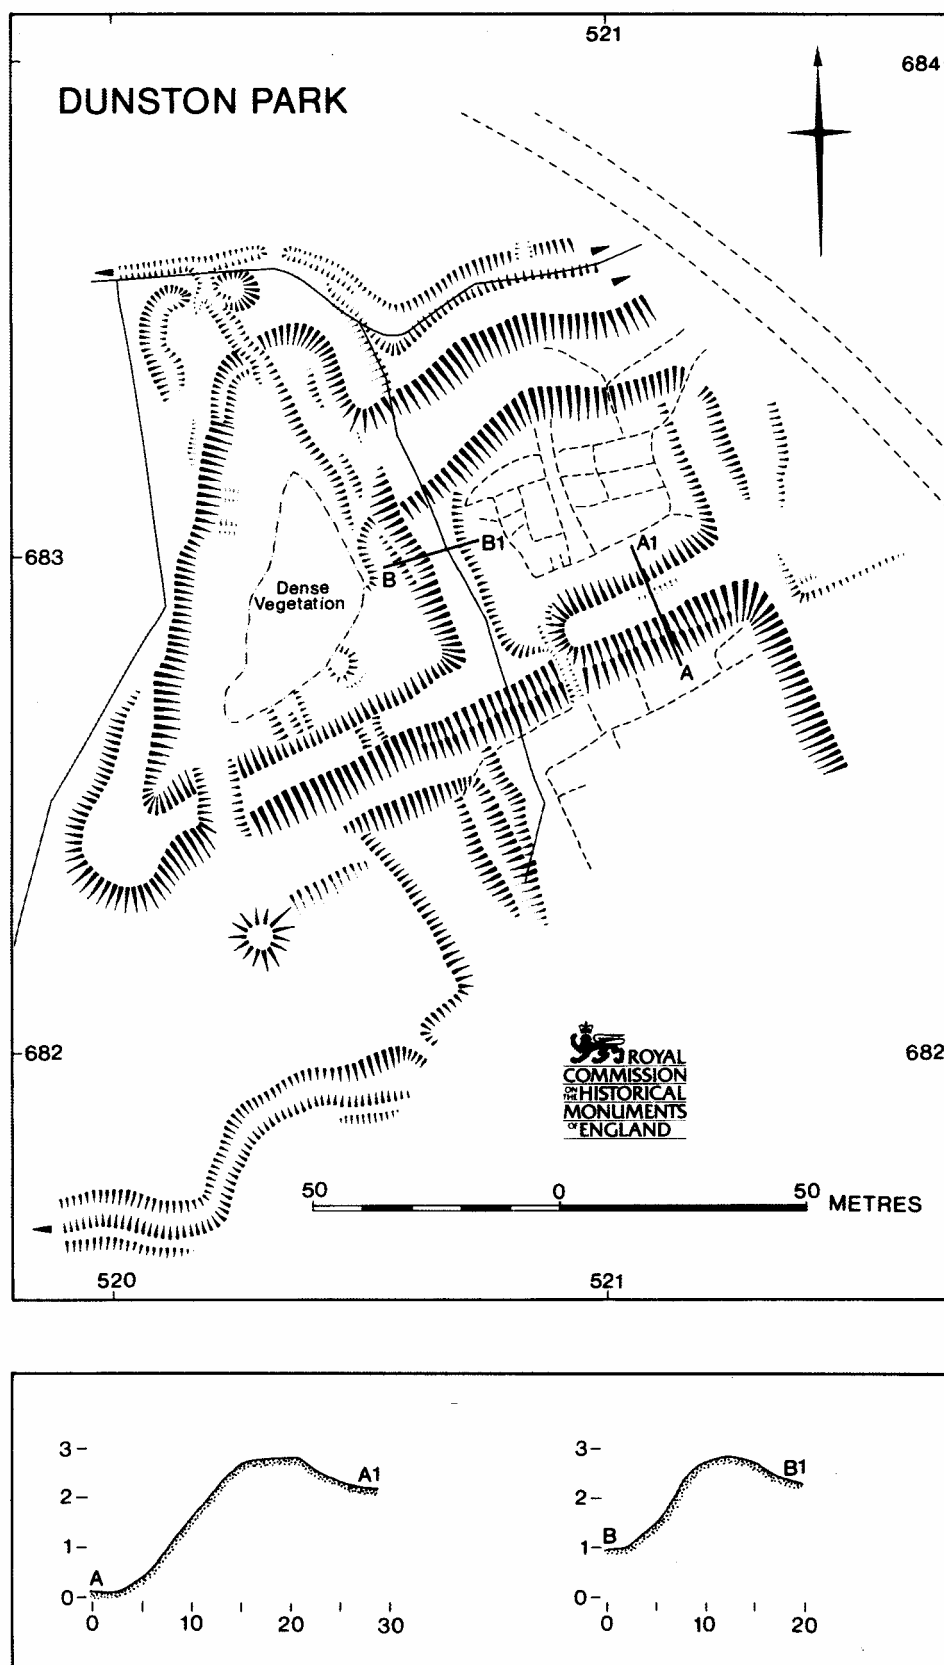 521
684
DUNSTON PARK
683
B1
A1
B
Dense
Vegetation
A
682
682
ROYAL
COMMISSION
ON THE HISTORICAL
MONUMENTS
OF ENGLAND
50 0 50 METRES
520 521
3
A1
2
1
A
0
0 10 20 30
3
B1
2
B
1
0
0 10 20